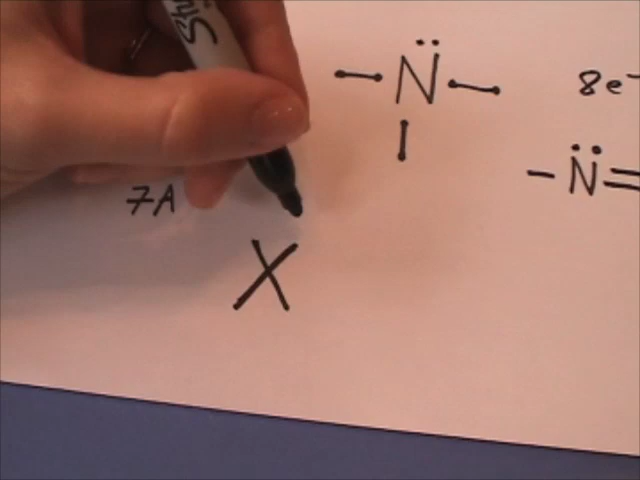 N 8e⁻
7A -N=
X